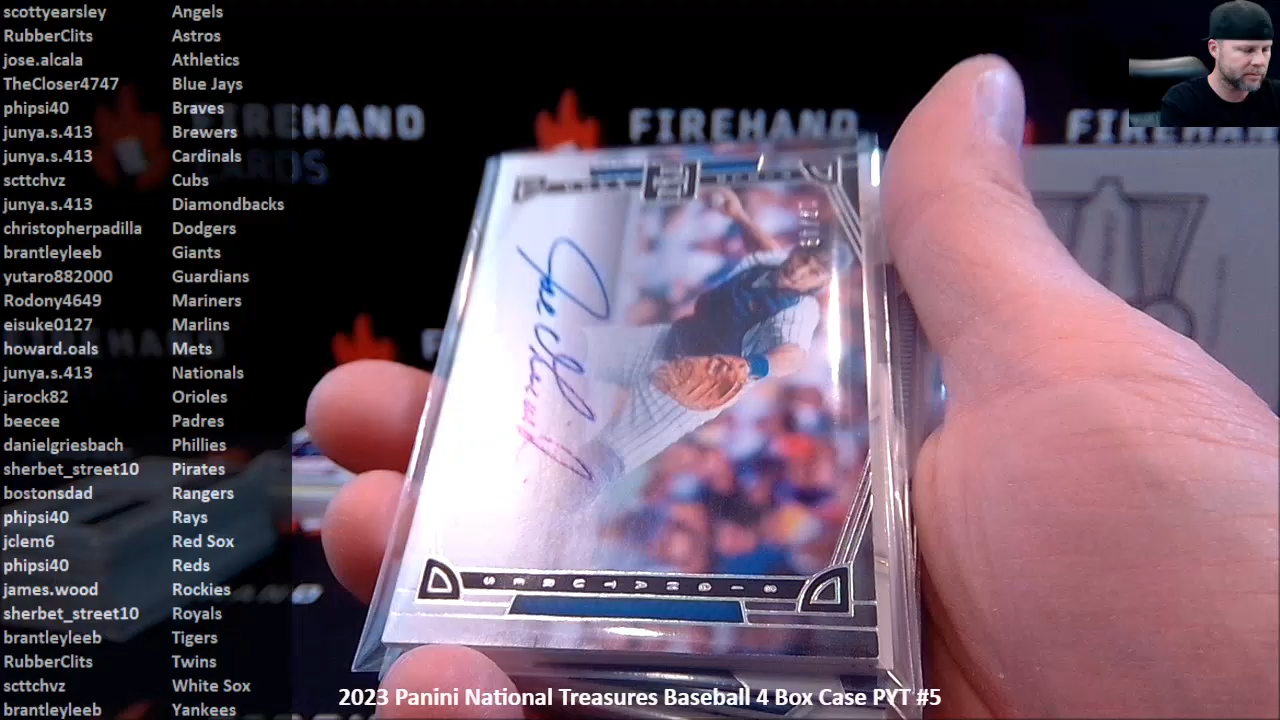 scottyearsley Angels
RubberClits Astros
jose.alcala Athletics
TheCloser4747 Blue Jays
phipsi40 Braves
junya.s.413 Brewers
junya.s.413 Cardinals
scttchvz Cubs
junya.s.413 Diamondbacks
christopherpadilla Dodgers
brantleyleeb Giants
yutaro882000 Guardians
Rodony4649 Mariners
eisuke0127 Marlins
howard.oals Mets
junya.s.413 Nationals
jarock82 Orioles
beecee Padres
danielgriesbach Phillies
sherbet_street10 Pirates
bostonsdad Rangers
phipsi40 Rays
jclem6 Red Sox
phipsi40 Reds
james.wood Rockies
sherbet_street10 Royals
brantleyleeb Tigers
RubberClits Twins
scttchvz White Sox
brantleyleeb Yankees
FIREHAND
CARDS
FIREHAND
SIGNATURES
2023 Panini National Treasures Baseball 4 Box Case PYT #5